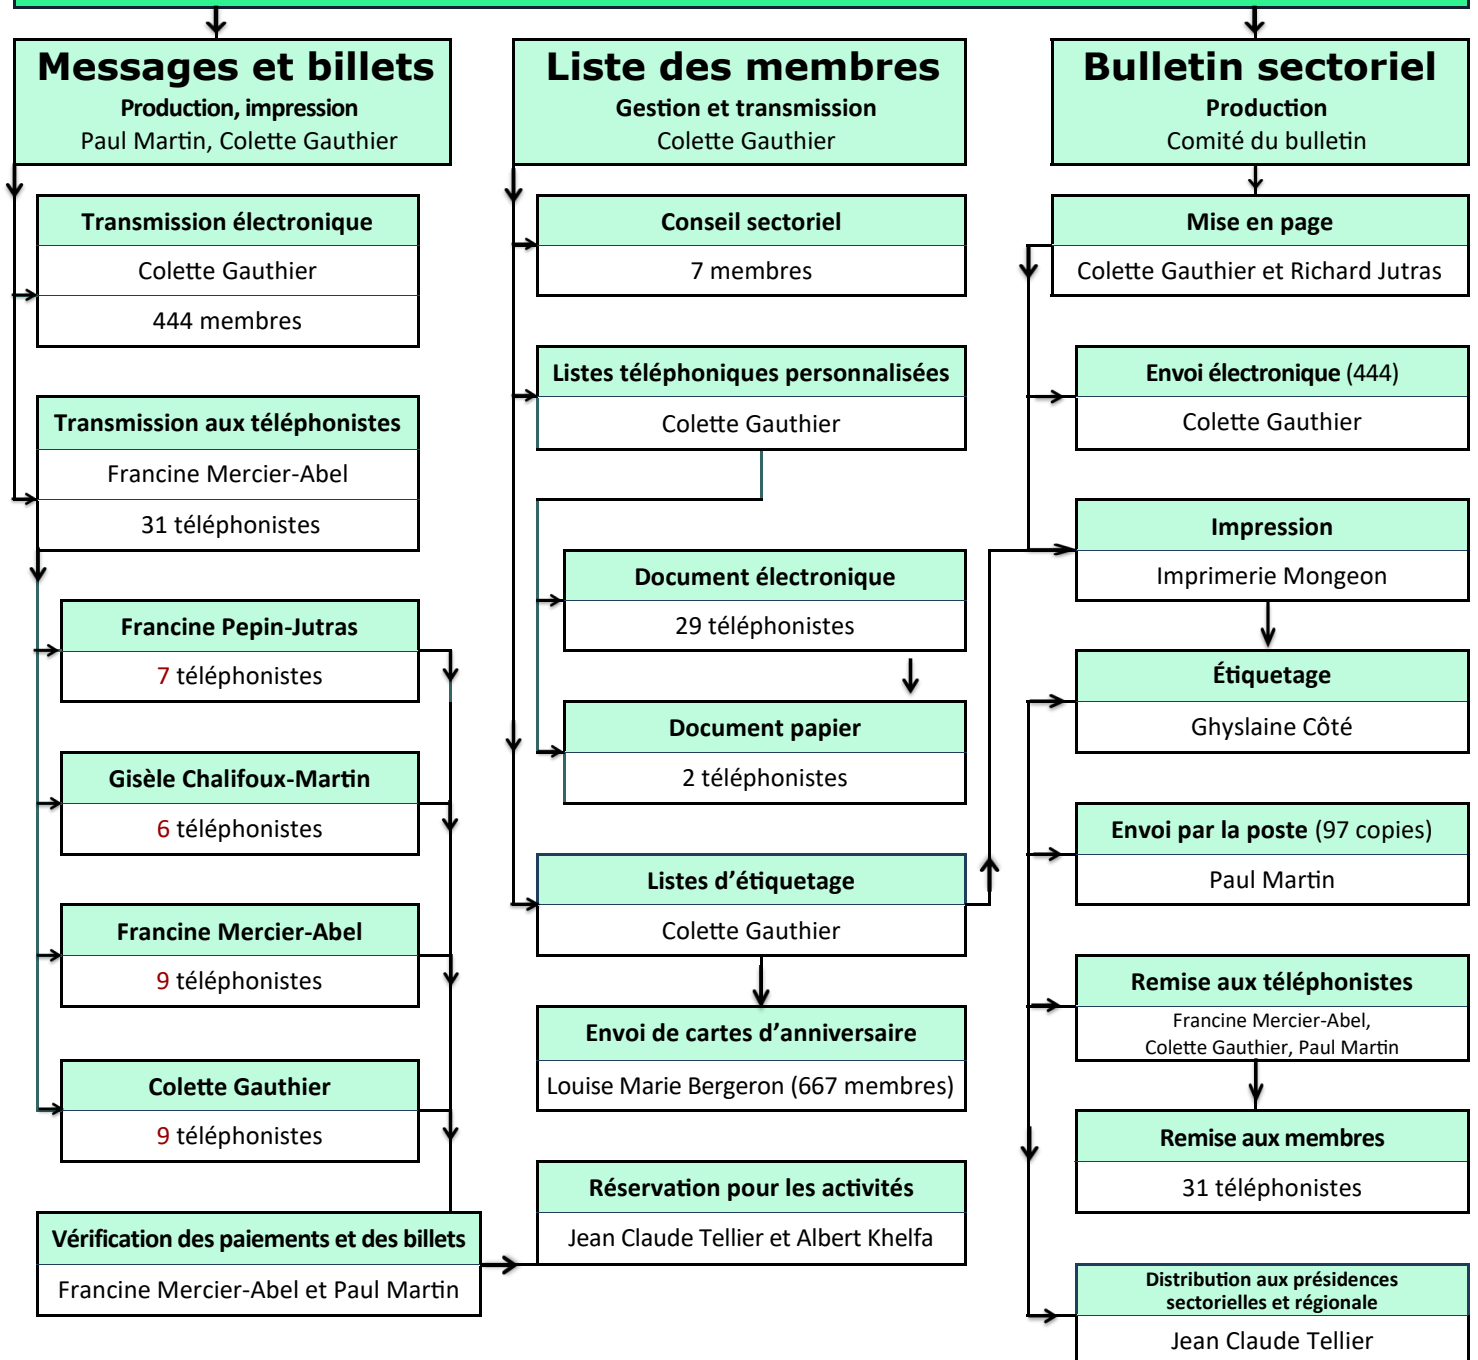 Messages et billets
Production, impression
Paul Martin, Colette Gauthier
Transmission électronique
Colette Gauthier
444 membres
Transmission aux téléphonistes
Francine Mercier-Abel
31 téléphonistes
Francine Pepin-Jutras
7 téléphonistes
Gisèle Chalifoux-Martin
6 téléphonistes
Francine Mercier-Abel
9 téléphonistes
Colette Gauthier
9 téléphonistes
Vérification des paiements et des billets
Francine Mercier-Abel et Paul Martin
Liste des membres
Gestion et transmission
Colette Gauthier
Conseil sectoriel
7 membres
Listes téléphoniques personnalisées
Colette Gauthier
Document électronique
29 téléphonistes
Document papier
2 téléphonistes
Listes d’étiquetage
Colette Gauthier
Envoi de cartes d’anniversaire
Louise Marie Bergeron (667 membres)
Réservation pour les activités
Jean Claude Tellier et Albert Khelfa
Bulletin sectoriel
Production
Comité du bulletin
Mise en page
Colette Gauthier et Richard Jutras
Envoi électronique (444)
Colette Gauthier
Impression
Imprimerie Mongeon
Étiquetage
Ghyslaine Côté
Envoi par la poste (97 copies)
Paul Martin
Remise aux téléphonistes
Francine Mercier-Abel,
Colette Gauthier, Paul Martin
Remise aux membres
31 téléphonistes
Distribution aux présidences
sectorielles et régionale
Jean Claude Tellier